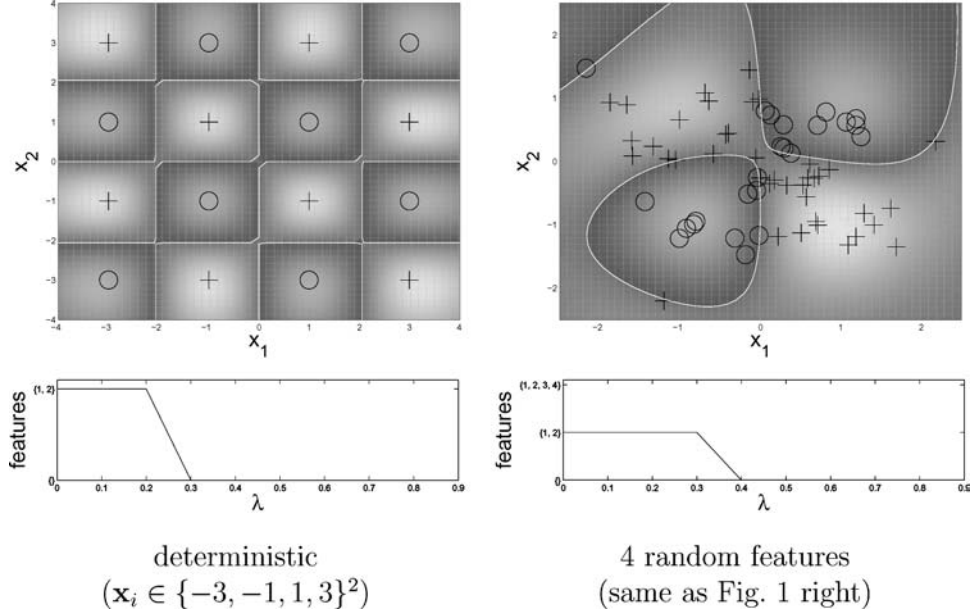 4
3
2
1
0
−1
−2
−3
−4
x₂
−4 −3 −2 −1 0 1 2 3 4
x₁
2
1
0
−1
−2
x₂
−2 −1 0 1 2
x₁
{1, 2}
0
features
0 0.1 0.2 0.3 0.4 0.5 0.6 0.7 0.8 0.9
λ
{1, 2, 3, 4}
{1, 2}
0
features
0 0.1 0.2 0.3 0.4 0.5 0.6 0.7 0.8 0.9
λ
deterministic
(xᵢ ∈ {−3, −1, 1, 3}²)
4 random features
(same as Fig. 1 right)